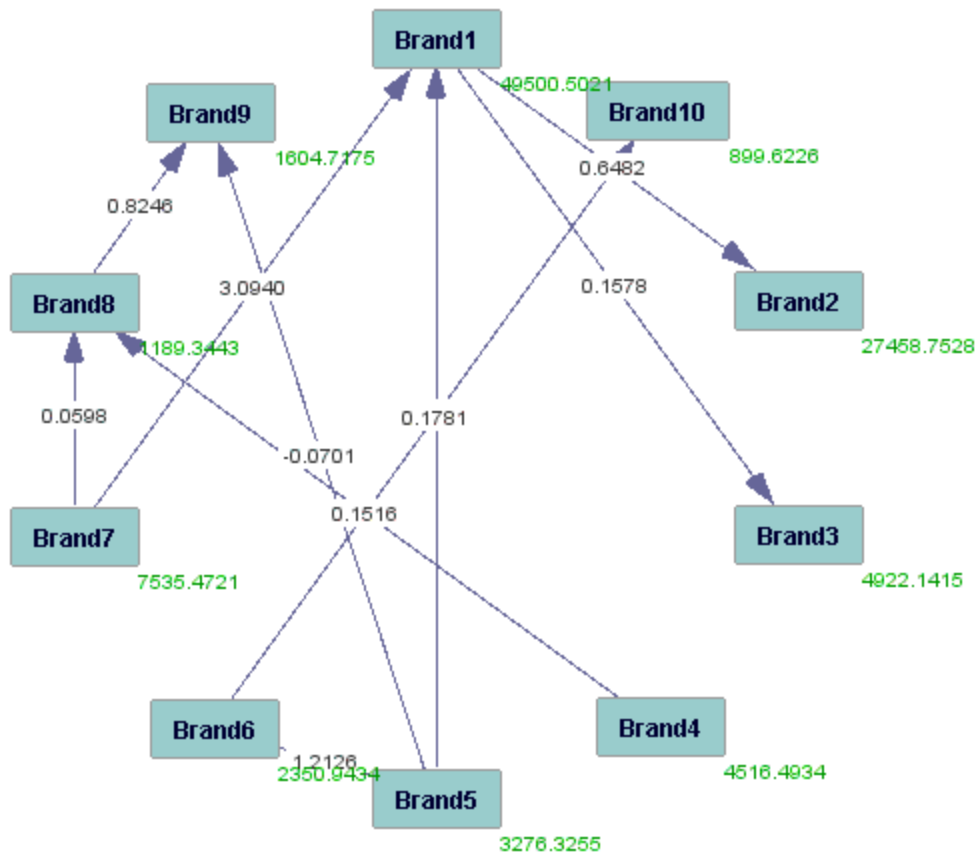 Brand1
49500.5021
Brand9
Brand10
1604.7175
899.6226
0.6482
0.8246
3.0940
0.1578
Brand8
Brand2
1189.3443
27458.7528
0.0598
0.1781
-0.0701
0.1516
Brand7
Brand3
7535.4721
4922.1415
Brand6
Brand4
1.2126
2350.9434
4516.4934
Brand5
3276.3255